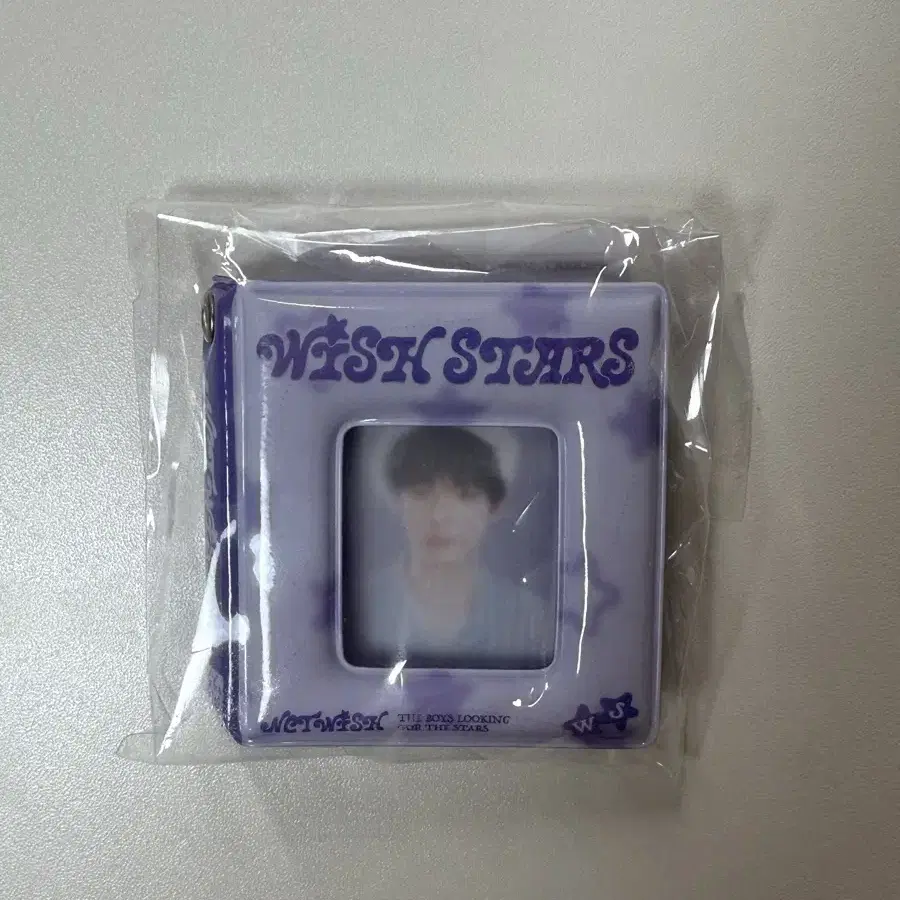 WiSH STARS
NCT WiSH
THE BOYS LOOKING
FOR THE STARS
W S